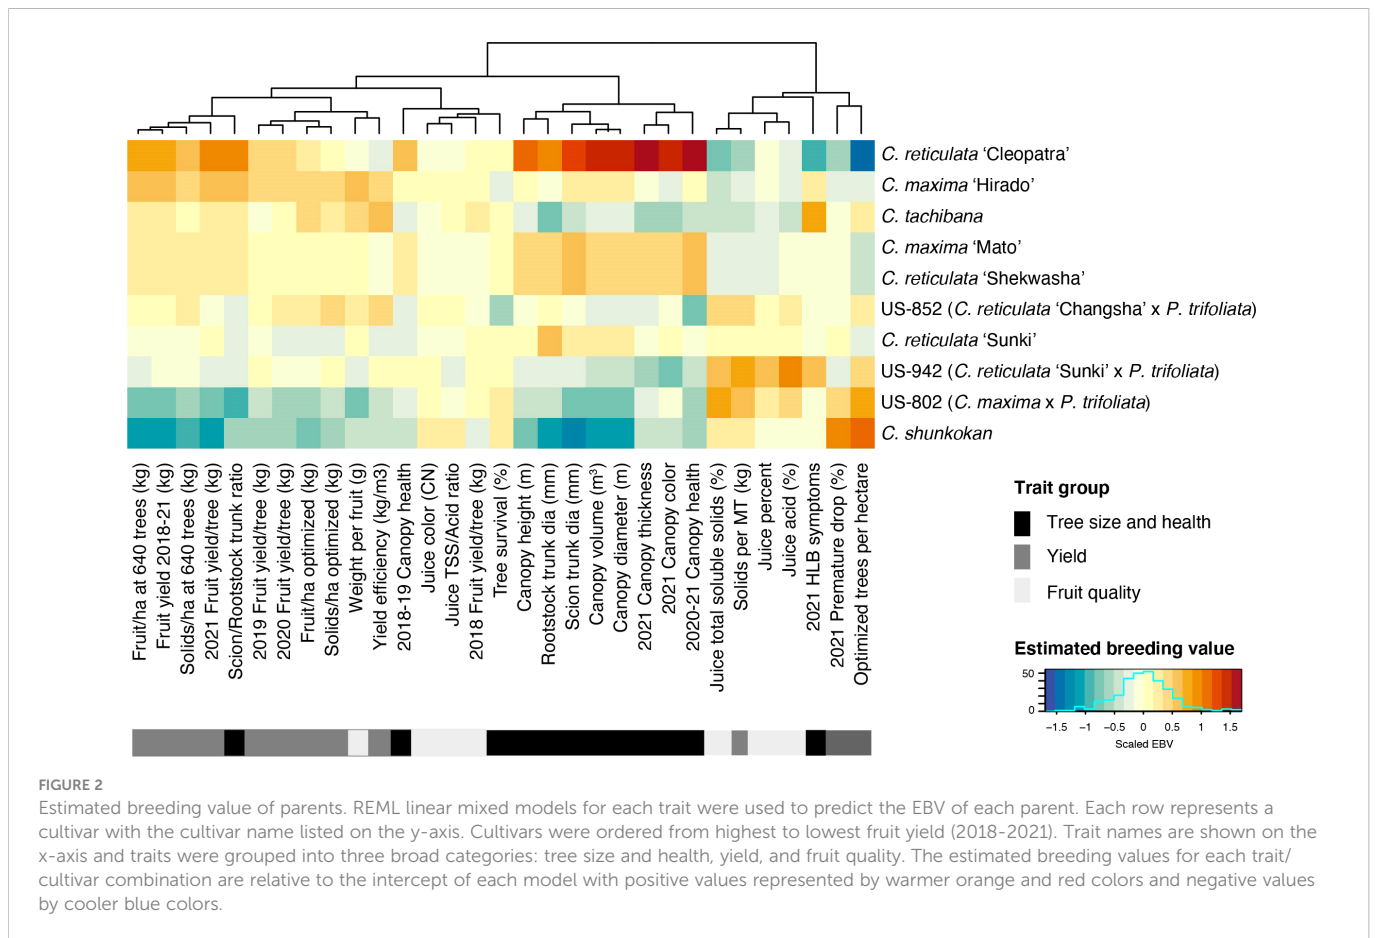 C. reticulata ‘Cleopatra’
C. maxima ‘Hirado’
C. tachibana
C. maxima ‘Mato’
C. reticulata ‘Shekwasha’
US-852 (C. reticulata ‘Changsha’ x P. trifoliata)
C. reticulata ‘Sunki’
US-942 (C. reticulata ‘Sunki’ x P. trifoliata)
US-802 (C. maxima x P. trifoliata)
C. shunkokan
Fruit/ha at 640 trees (kg)
Fruit yield 2018-21 (kg)
Solids/ha at 640 trees (kg)
2021 Fruit yield/tree (kg)
Scion/Rootstock trunk ratio
2019 Fruit yield/tree (kg)
2020 Fruit yield/tree (kg)
Fruit/ha optimized (kg)
Solids/ha optimized (kg)
Weight per fruit (g)
Yield efficiency (kg/m3)
2018-19 Canopy health
Juice color (CN)
Juice TSS/Acid ratio
2018 Fruit yield/tree (kg)
Tree survival (%)
Canopy height (m)
Rootstock trunk dia (mm)
Scion trunk dia (mm)
Canopy volume (m³)
Canopy diameter (m)
2021 Canopy thickness
2021 Canopy color
2020-21 Canopy health
Juice total soluble solids (%)
Solids per MT (kg)
Juice percent
Juice acid (%)
2021 HLB symptoms
2021 Premature drop (%)
Optimized trees per hectare
Trait group
Tree size and health
Yield
Fruit quality
Estimated breeding value
50
0
−1.5 −1 −0.5 0 0.5 1 1.5
Scaled EBV
FIGURE 2
Estimated breeding value of parents. REML linear mixed models for each trait were used to predict the EBV of each parent. Each row represents a
cultivar with the cultivar name listed on the y-axis. Cultivars were ordered from highest to lowest fruit yield (2018-2021). Trait names are shown on the
x-axis and traits were grouped into three broad categories: tree size and health, yield, and fruit quality. The estimated breeding values for each trait/
cultivar combination are relative to the intercept of each model with positive values represented by warmer orange and red colors and negative values
by cooler blue colors.